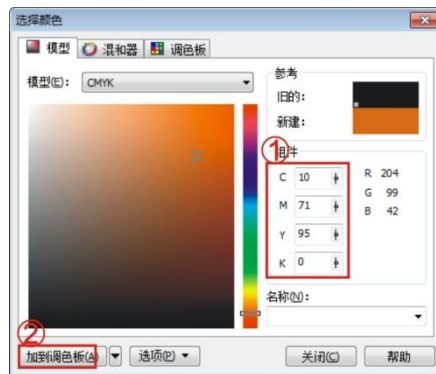 选择颜色
模型 混和器 调色板
模型(E): CMYK
参考
旧的:
新建:
①
组件
C 10 R 204
M 71 G 99
Y 95 B 42
K 0
名称(N):
②
加到调色板(A) 选项(P) 关闭(C) 帮助